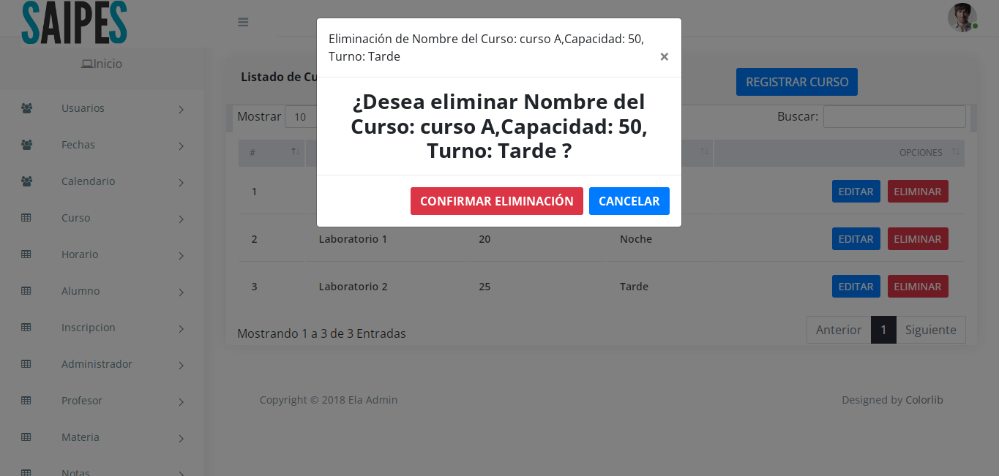 SAIPES
Inicio
Usuarios
Fechas
Calendario
Curso
Horario
Alumno
Inscripcion
Administrador
Profesor
Materia
Notas
Eliminación de Nombre del Curso: curso A,Capacidad: 50,
Turno: Tarde
×
¿Desea eliminar Nombre del
Curso: curso A,Capacidad: 50,
Turno: Tarde ?
CONFIRMAR ELIMINACIÓN CANCELAR
Listado de Cu
REGISTRAR CURSO
Mostrar 10
Buscar:
# OPCIONES
1 EDITAR ELIMINAR
2 Laboratorio 1 20 Noche EDITAR ELIMINAR
3 Laboratorio 2 25 Tarde EDITAR ELIMINAR
Mostrando 1 a 3 de 3 Entradas
Anterior 1 Siguiente
Copyright © 2018 Ela Admin
Designed by Colorlib